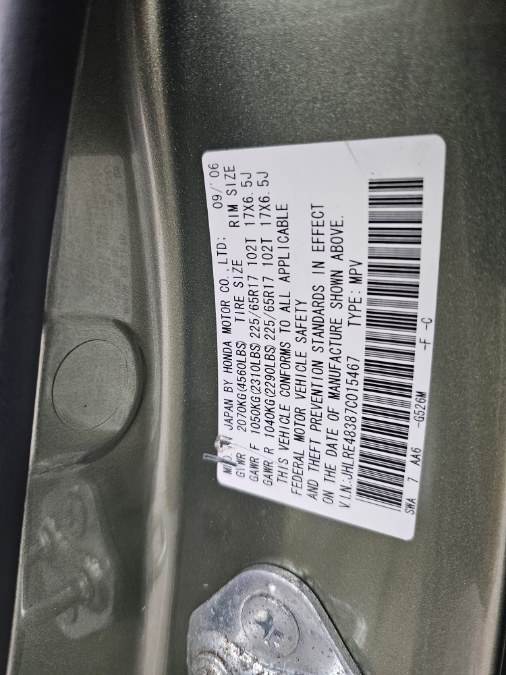 MFD. IN JAPAN BY HONDA MOTOR CO.,LTD: 09/'06
GVWR 2070KG(4560LBS) TIRE SIZE RIM SIZE
GAWR F 1050KG(2310LBS)225/65R17 102T 17X6.5J
GAWR R 1040KG(2290LBS)225/65R17 102T 17X6.5J
THIS VEHICLE CONFORMS TO ALL APPLICABLE
FEDERAL MOTOR VEHICLE SAFETY
AND THEFT PREVENTION STANDARDS IN EFFECT
ON THE DATE OF MANUFACTURE SHOWN ABOVE.
V.I.N.:JHLRE48387C015467 TYPE: MPV
SWA 7 AA6 -G526M -F -C